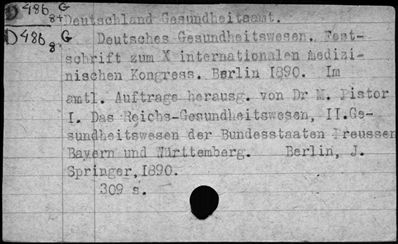 D 486 G
84 Deutschland Gesundheitsamt.
D 486 G
8 Deutsches Gesundheitswesen. Fest-
schrift zum X internationalen medizi-
nischen Kongress. Berlin 1890. Im
amtl. Auftrage herausg. von Dr M. Pistor
I. Das Reichs-Gesundheitswesen, II.Ge-
sundheitswesen der Bundesstaaten Preussen
Bayern und Württemberg. Berlin, J.
Springer,1890.
309 s.